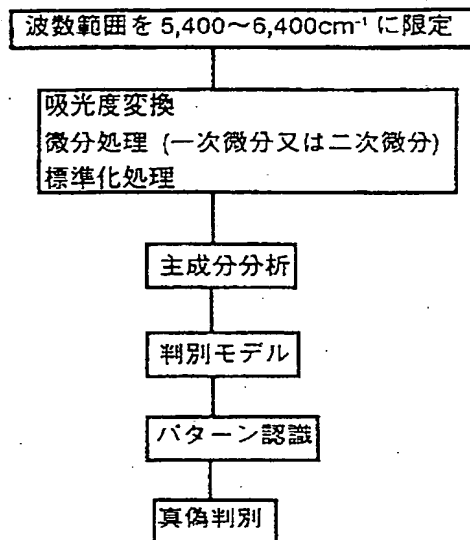 波数範囲を 5,400～6,400cm⁻¹ に限定
吸光度変換
微分処理 (一次微分又は二次微分)
標準化処理
主成分分析
判別モデル
パターン認識
真偽判別